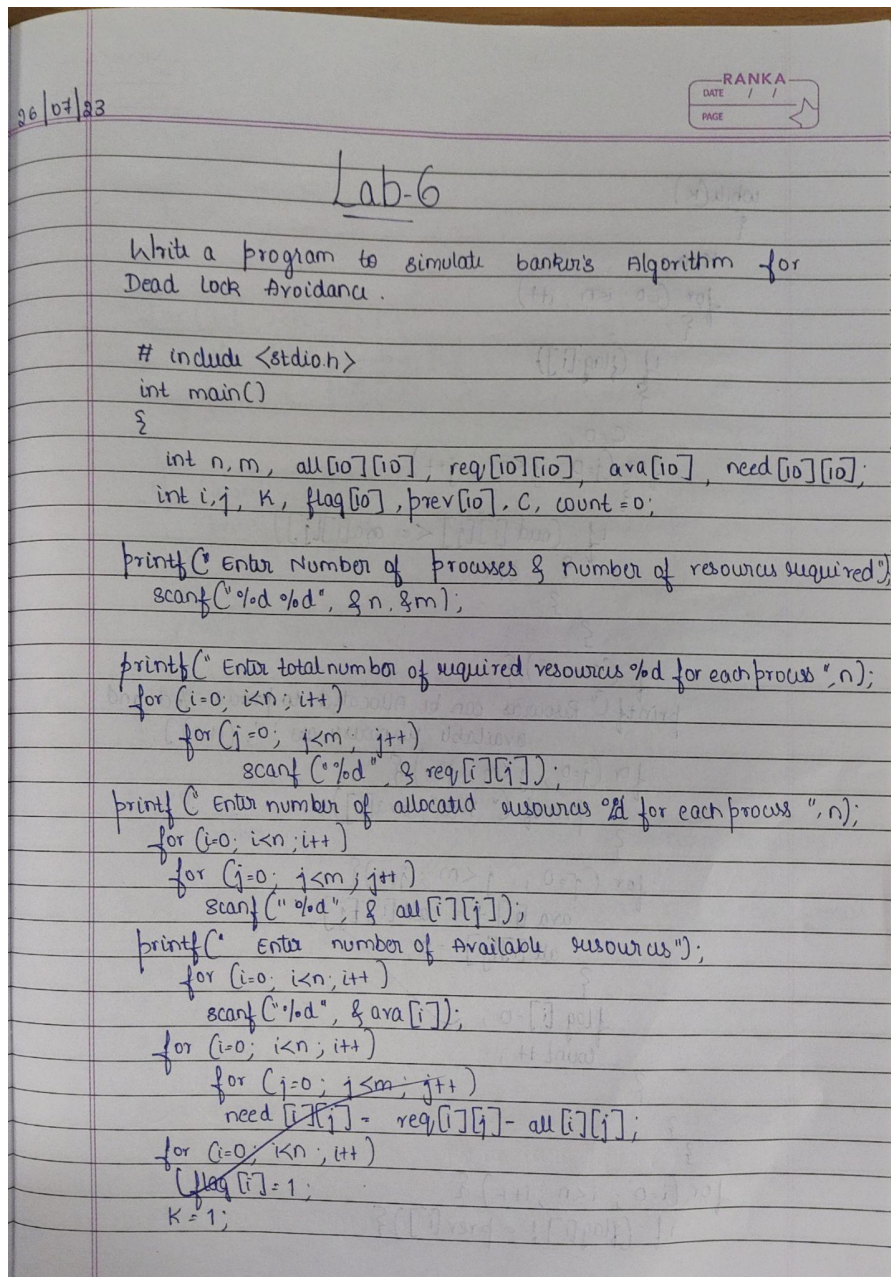 RANKA
DATE / /
PAGE
26/07/23
Lab-6
Write a program to simulate banker's Algorithm for
Dead Lock Avoidance.
# include <stdio.h>
int main()
{
int n, m, all[10][10], req[10][10], ava[10], need[10][10];
int i, j, K, flag[10], prev[10], C, count = 0;
printf(" Enter Number of processes & number of resources required");
scanf("%d %d", &n, &m);
printf(" Enter total number of required resources %d for each process ", n);
for (i=0; i<n; i++)
for (j=0; j<m; j++)
scanf("%d", & req[i][j]);
printf(" Enter number of allocated resources %d for each process ", n);
for (i=0; i<n; i++)
for (j=0; j<m; j++)
scanf("%d", & all[i][j]);
printf(" Enter number of Available resources");
for (i=0; i<n; i++)
scanf("%d", & ava[i]);
for (i=0; i<n; i++)
for (j=0; j<m; j++)
need[i][j] = req[i][j] - all[i][j];
for (i=0; i<n; i++)
flag[i] = 1;
K = 1;